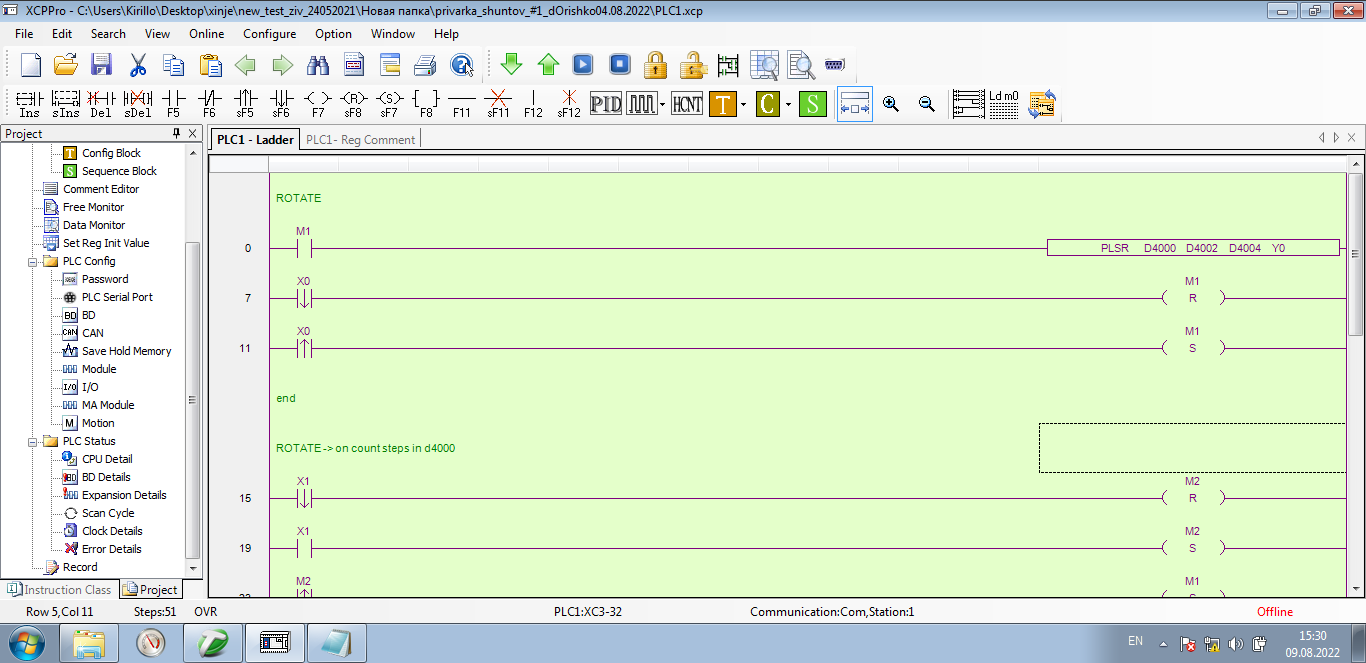 XCPPro - C:\Users\Kirillo\Desktop\xinje\new_test_ziv_24052021\Новая папка\privarka_shuntov_#1_dOrishko04.08.2022\PLC1.xcp
File Edit Search View Online Configure Option Window Help
Ins sIns Del sDel F5 F6 sF5 sF6 F7 sF8 sF7 F8 F11 sF11 F12 sF12 PID HCNT T C S Ld m0
Project
PLC1 - Ladder PLC1- Reg Comment
T Config Block
S Sequence Block
Comment Editor
Free Monitor
Data Monitor
Set Reg Init Value
PLC Config
Password
PLC Serial Port
BD BD
CAN CAN
Save Hold Memory
Module
I/O I/O
MA Module
M Motion
PLC Status
CPU Detail
BD BD Details
Expansion Details
Scan Cycle
Clock Details
Error Details
Record
Instruction Class Project
ROTATE
M1
0 PLSR D4000 D4002 D4004 Y0
X0 M1
7 R
X0 M1
11 S
end
ROTATE -> on count steps in d4000
X1 M2
15 R
X1 M2
19 S
M2 M1
22 S
Row 5,Col 11 Steps:51 OVR PLC1:XC3-32 Communication:Com,Station:1 Offline
EN 15:30
09.08.2022